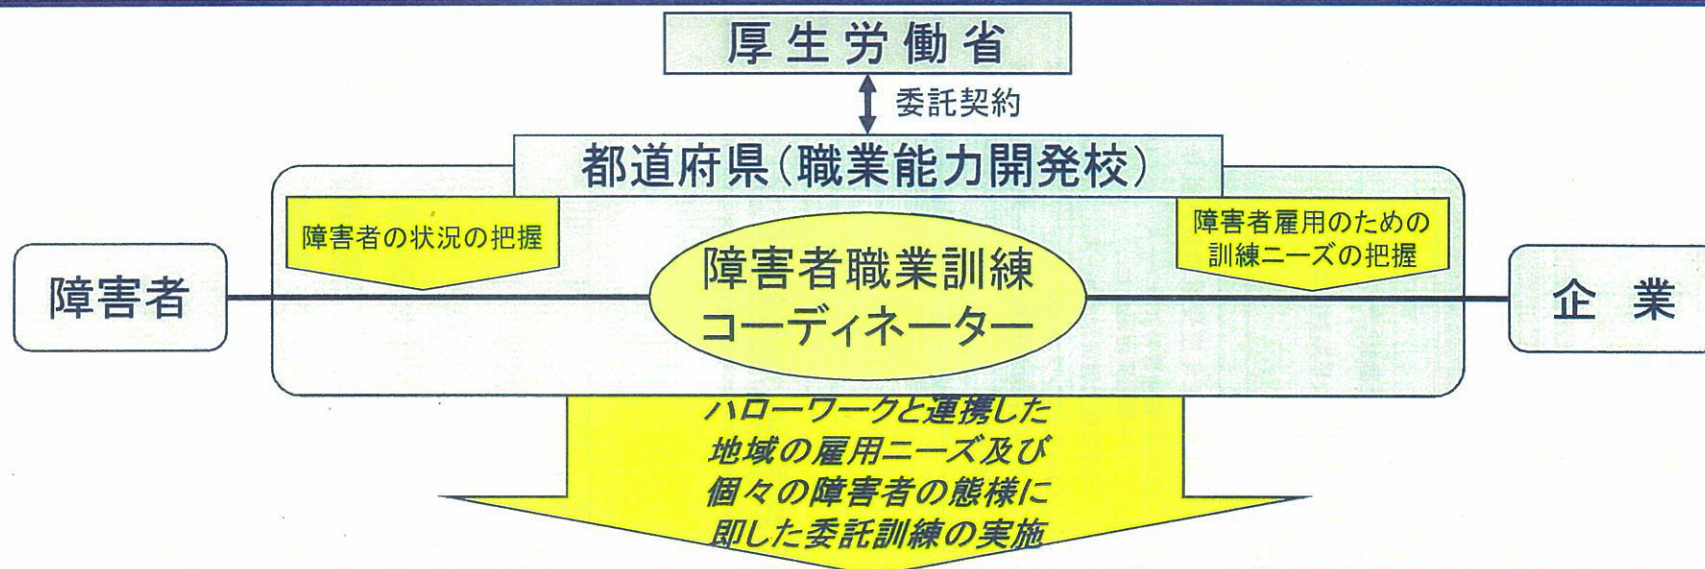 厚生労働省
委託契約
都道府県(職業能力開発校)
障害者の状況の把握
障害者雇用のための
訓練ニーズの把握
障害者
障害者職業訓練
コーディネーター
企 業
ハローワークと連携した
地域の雇用ニーズ及び
個々の障害者の態様に
即した委託訓練の実施